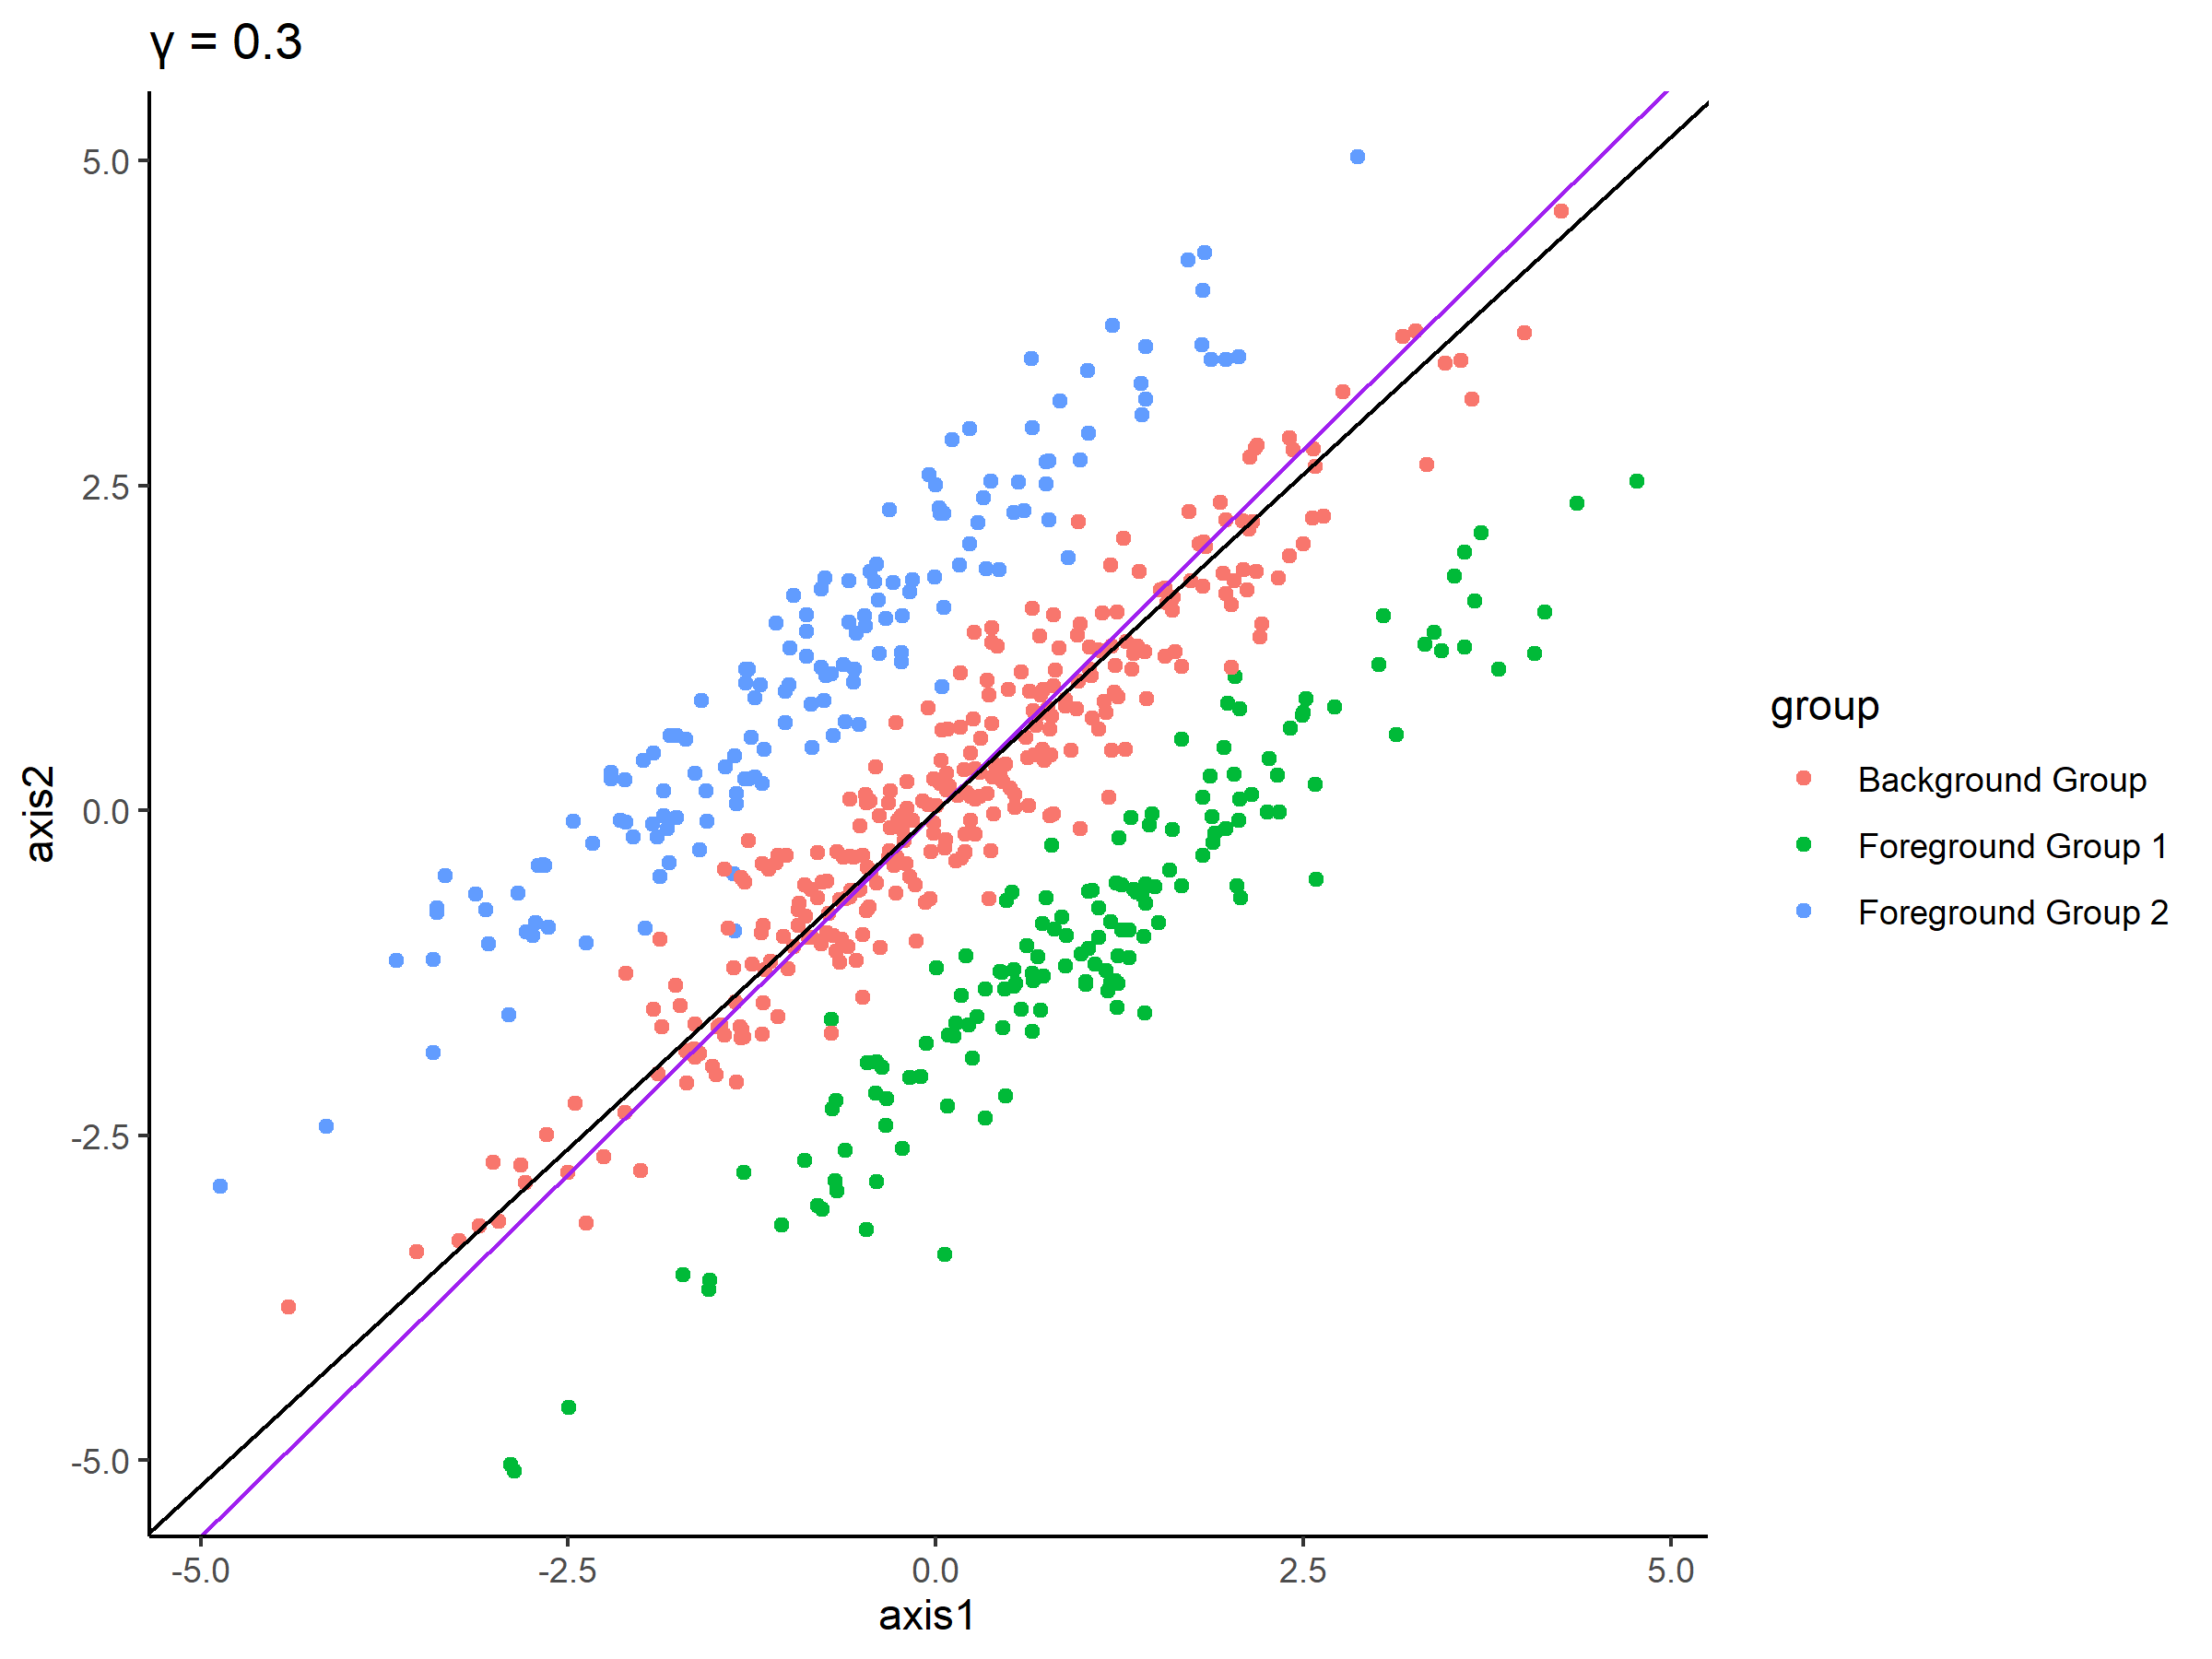 γ = 0.3
5.0
2.5
0.0
-2.5
-5.0
axis2
-5.0
-2.5
0.0
2.5
5.0
axis1
group
Background Group
Foreground Group 1
Foreground Group 2